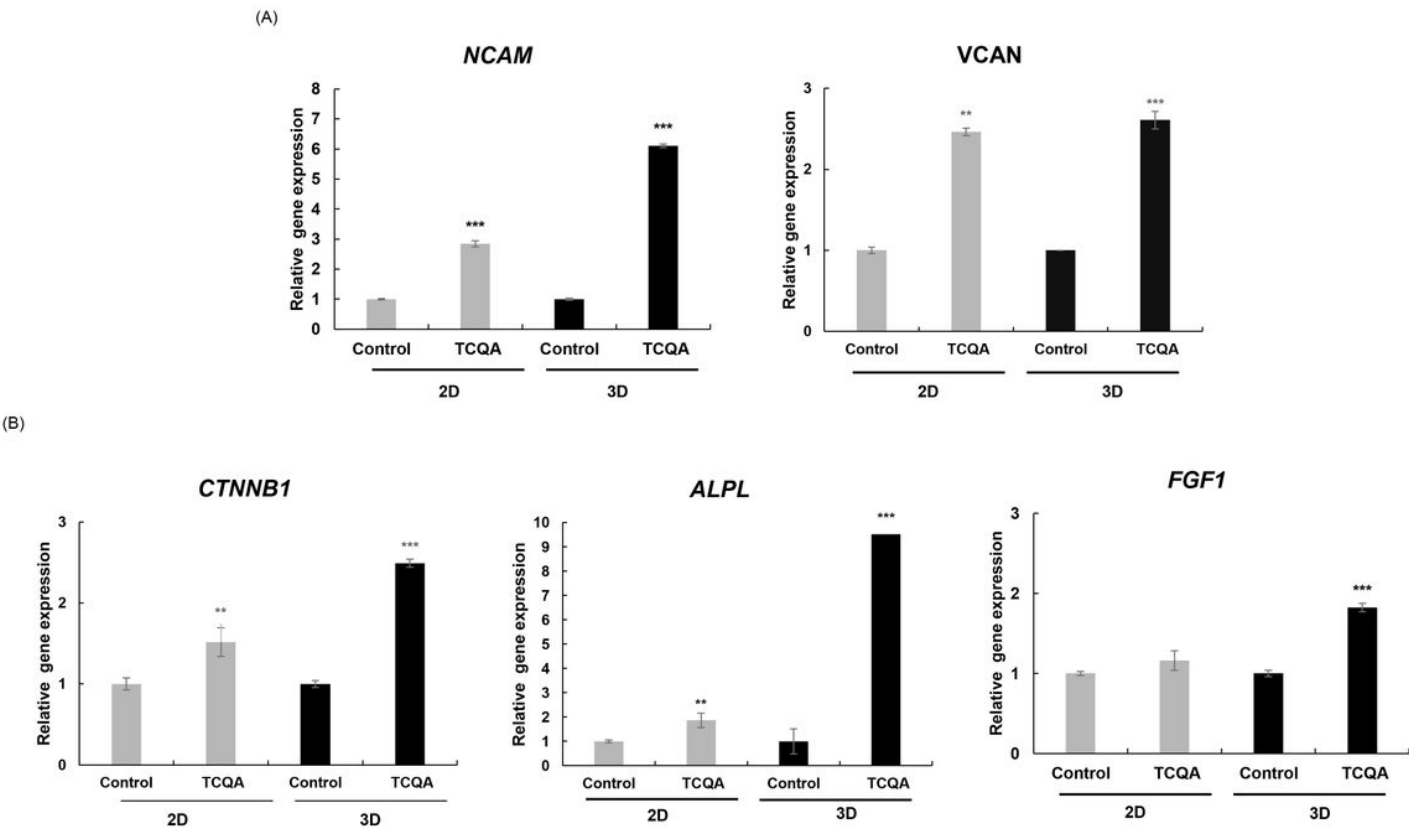 (A)
NCAM
Relative gene expression
8
7
6
5
4
3
2
1
0
***
***
Control TCQA Control TCQA
2D 3D
VCAN
Relative gene expression
3
2
1
0
**
***
Control TCQA Control TCQA
2D 3D
(B)
CTNNB1
Relative gene expression
3
2
1
0
**
***
Control TCQA Control TCQA
2D 3D
ALPL
Relative gene expression
10
9
8
7
6
5
4
3
2
1
0
**
***
Control TCQA Control TCQA
2D 3D
FGF1
Relative gene expression
3
2
1
0
***
Control TCQA Control TCQA
2D 3D